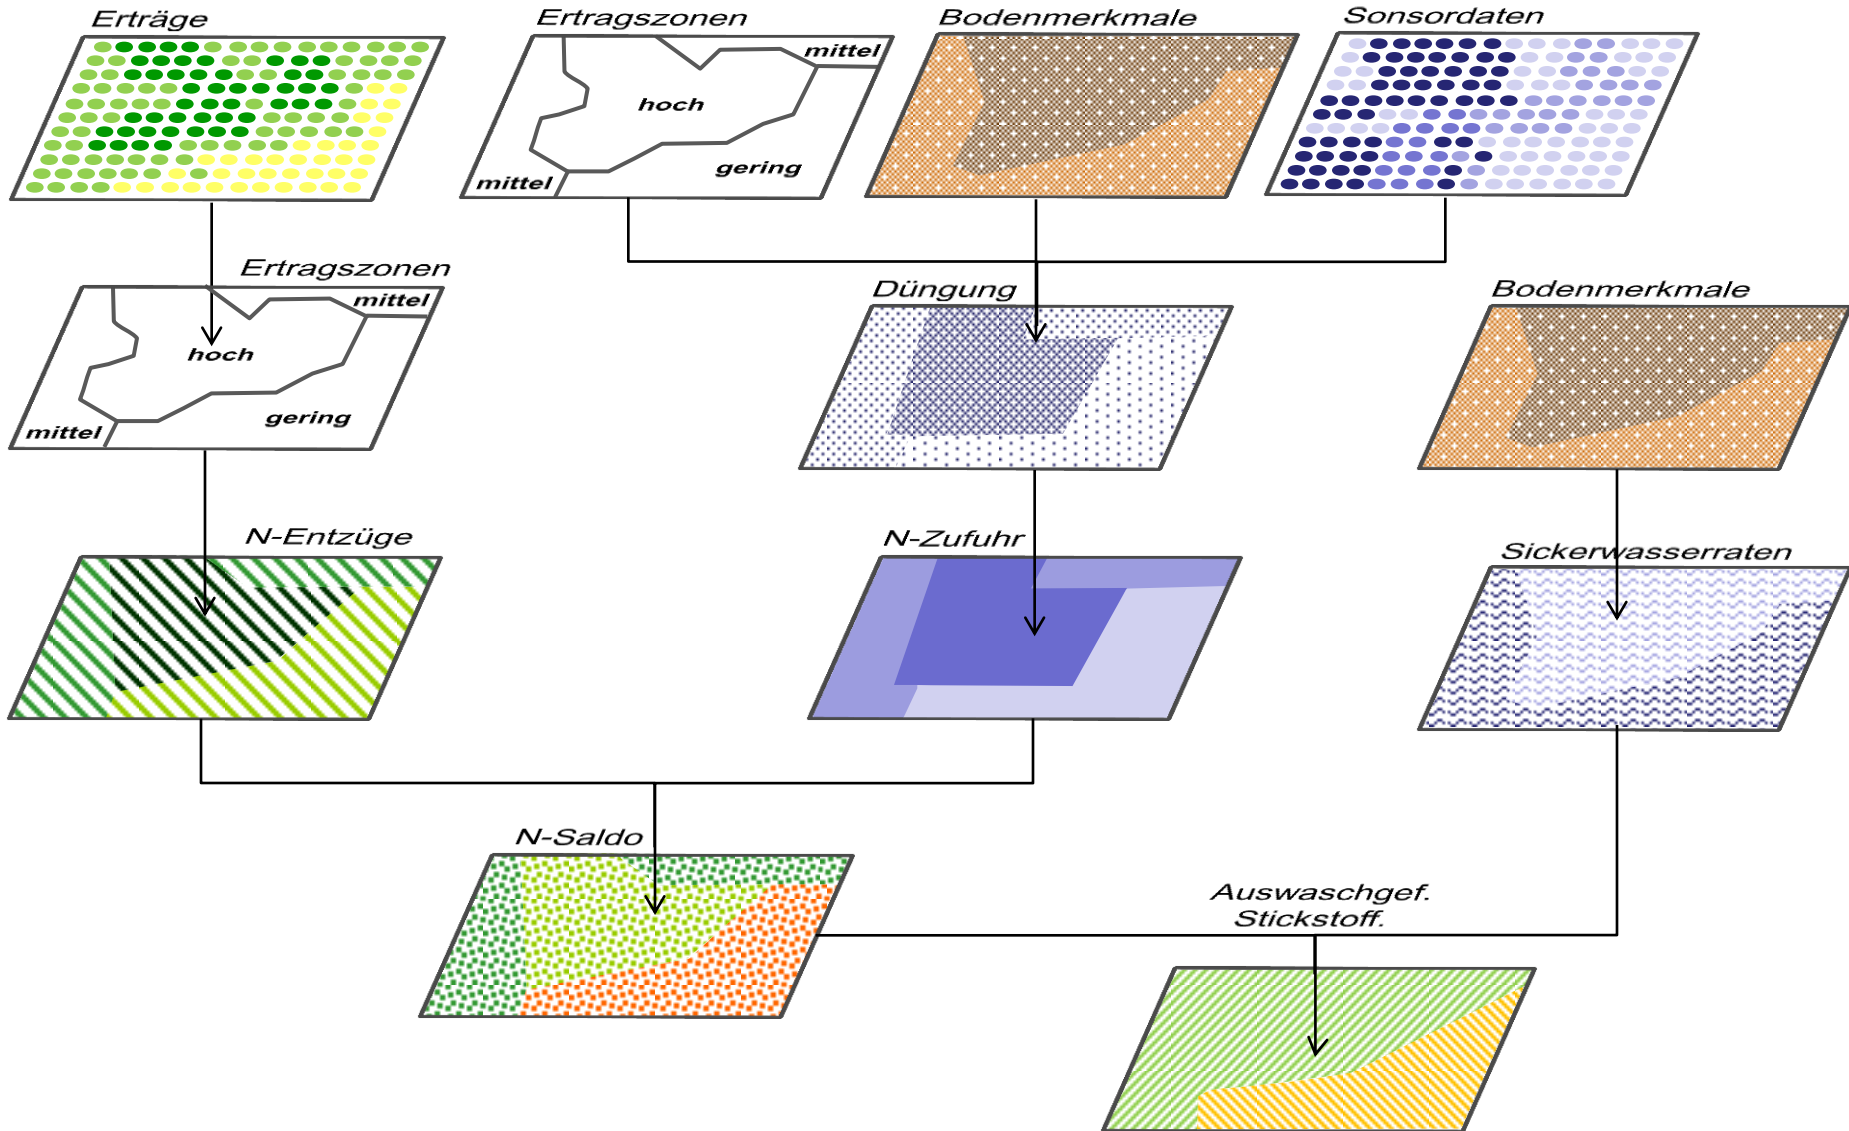 Erträge
Ertragszonen
Bodenmerkmale
Sonsordaten
mittel
hoch
gering
mittel
Ertragszonen
mittel
hoch
gering
mittel
Düngung
Bodenmerkmale
N-Entzüge
N-Zufuhr
Sickerwasserraten
N-Saldo
Auswaschgef.
Stickstoff.